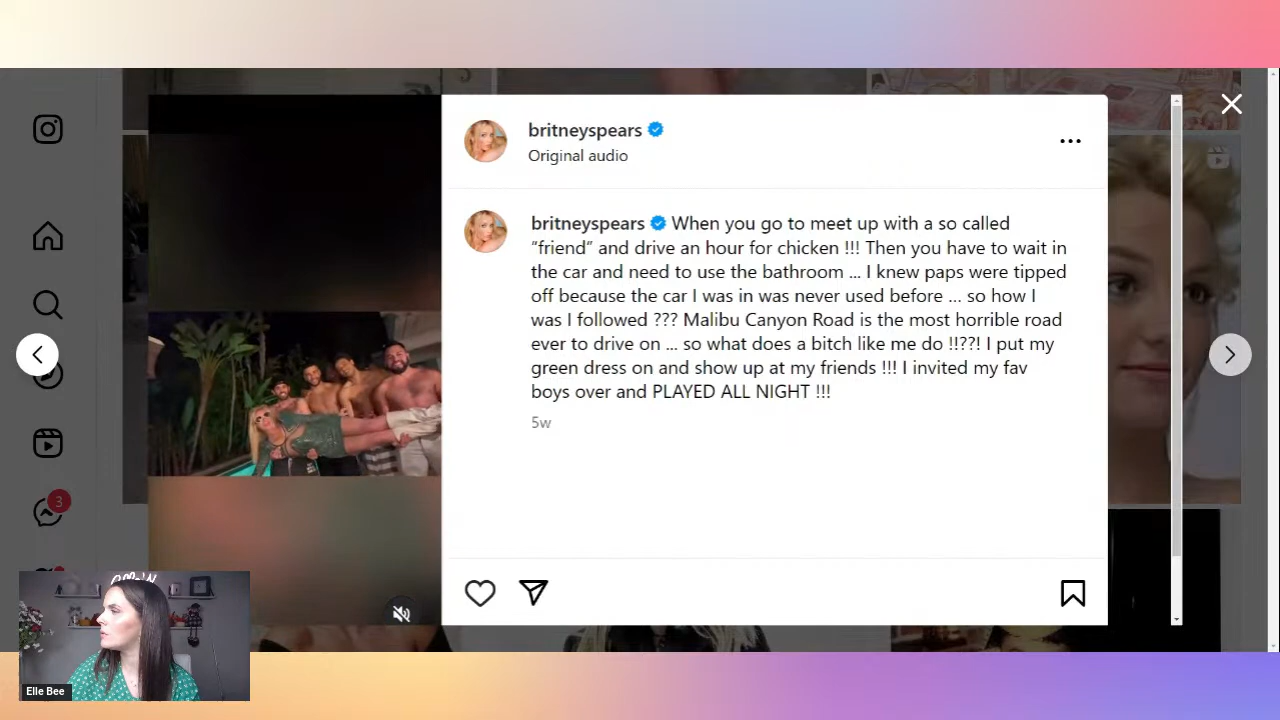 britneyspears
Original audio
britneyspears When you go to meet up with a so called
"friend" and drive an hour for chicken !!! Then you have to wait in
the car and need to use the bathroom ... I knew paps were tipped
off because the car I was in was never used before ... so how I
was I followed ??? Malibu Canyon Road is the most horrible road
ever to drive on ... so what does a bitch like me do !!??! I put my
green dress on and show up at my friends !!! I invited my fav
boys over and PLAYED ALL NIGHT !!!
5w
3
Elle Bee